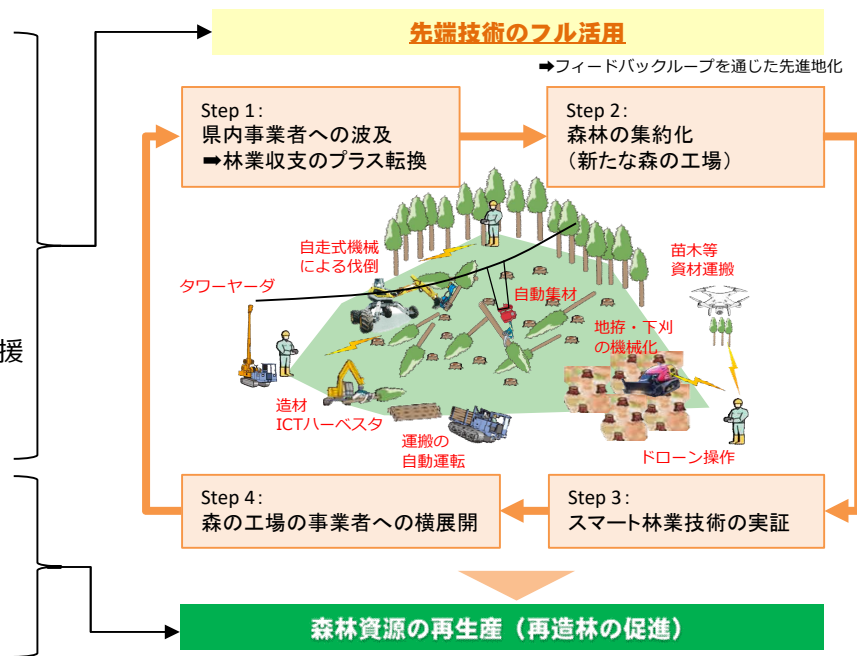 先端技術のフル活用
➡フィードバックループを通じた先進地化
Step 1：
県内事業者への波及
➡林業収支のプラス転換
Step 2：
森林の集約化
（新たな森の工場）
自走式機械
による伐倒
苗木等
資材運搬
タワーヤーダ
自動集材
地拵・下刈
の機械化
援
造材
ICTハーベスタ
運搬の
自動運転
ドローン操作
Step 4：
森の工場の事業者への横展開
Step 3：
スマート林業技術の実証
森林資源の再生産（再造林の促進）